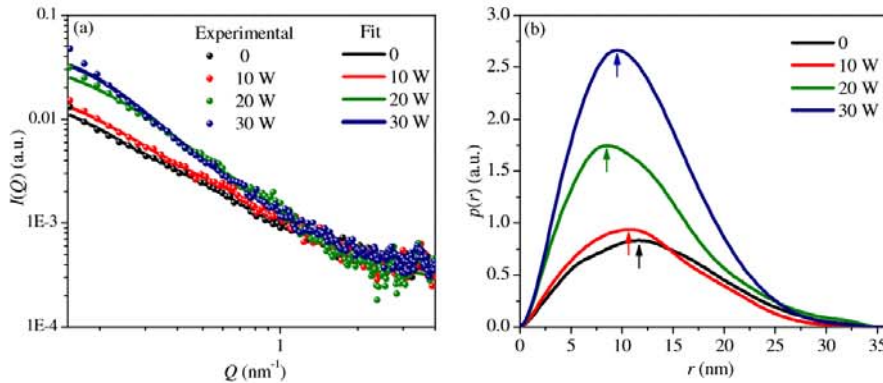 (a)
Experimental Fit
0 0
10 W 10 W
20 W 20 W
30 W 30 W
0.1
0.01
1E-3
1E-4
I(Q) (a.u.)
1
Q (nm⁻¹)
(b)
0
10 W
20 W
30 W
3.0
2.5
2.0
1.5
1.0
0.5
0.0
p(r) (a.u.)
0 5 10 15 20 25 30 35
r (nm)